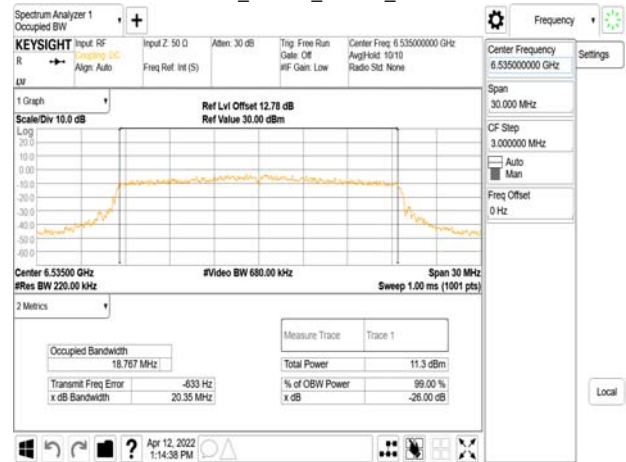 Spectrum Analyzer 1
Occupied BW
Frequency
KEYSIGHT Input: RF
Coupling: DC
Align: Auto
R
LXI
Input Z: 50 Ω
Freq Ref: Int (S)
Atten: 30 dB
Trig: Free Run
Gate: Off
#IF Gain: Low
Center Freq: 6.535000000 GHz
Avg|Hold: 10/10
Radio Std: None
Center Frequency
6.535000000 GHz
Settings
Span
30.000 MHz
CF Step
3.000000 MHz
Auto
Man
Freq Offset
0 Hz
Local
1 Graph
Scale/Div 10.0 dB
Ref Lvl Offset 12.78 dB
Ref Value 30.00 dBm
Log
20.0
10.0
0.00
-10.0
-20.0
-30.0
-40.0
-50.0
-60.0
Center 6.53500 GHz
#Res BW 220.00 kHz
#Video BW 680.00 kHz
Span 30 MHz
Sweep 1.00 ms (1001 pts)
2 Metrics
Measure Trace Trace 1
Occupied Bandwidth
18.767 MHz
Total Power 11.3 dBm
Transmit Freq Error -633 Hz
% of OBW Power 99.00 %
x dB Bandwidth 20.35 MHz
x dB -26.00 dB
Apr 12, 2022
1:14:38 PM